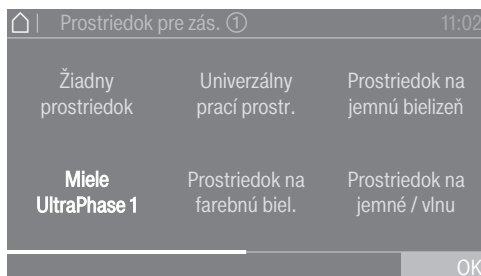 Prostriedok pre zás. ① 11:02
Žiadny prostriedok
Univerzálny prací prostr.
Prostriedok na jemnú bielizeň
Miele UltraPhase 1
Prostriedok na farebnú biel.
Prostriedok na jemné / vlnu
OK